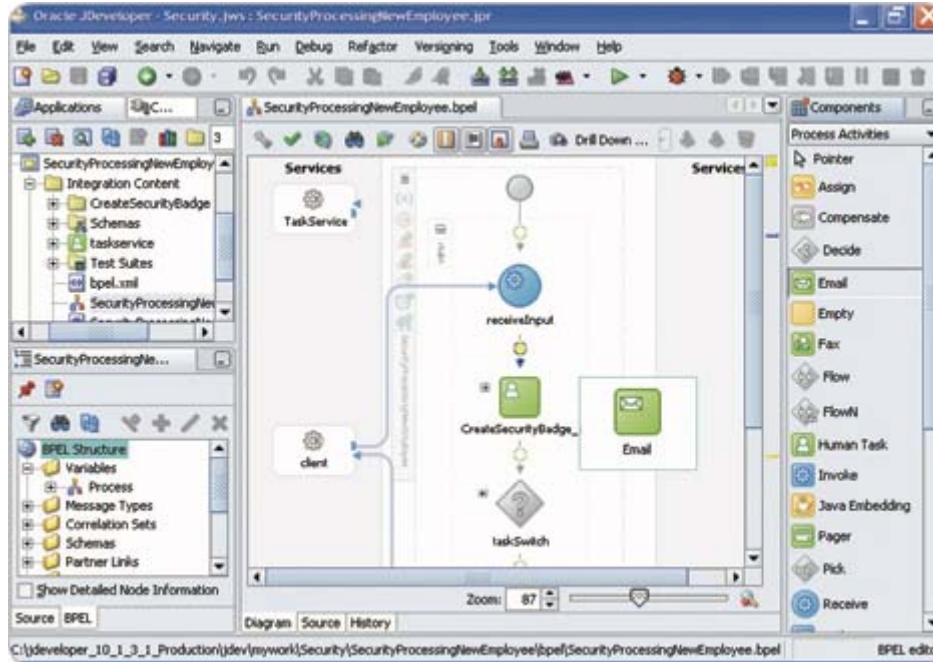 Oracle JDeveloper - Security.jws : SecurityProcessingNewEmployee.jpr
File Edit View Search Navigate Run Debug Refactor Versioning Tools Window Help
Applications
SecurityProcessingNewEmployee.bpel
Components
3
Drill Down ...
Process Activities
SecurityProcessingNewEmploy
Integration Content
CreateSecurityBadge
Schemas
taskservice
Test Suites
bpel.xml
SecurityProcessingNe
SecurityProcessingNe...
BPEL Structure
Variables
Process
Message Types
Correlation Sets
Schemas
Partner Links
Show Detailed Node Information
Source BPEL
Services
TaskService
client
receiveInput
CreateSecurityBadge_
Email
taskSwitch
Services
Zoom: 87
Diagram Source History
Pointer
Assign
Compensate
Decide
Email
Empty
Fax
Flow
FlowN
Human Task
Invoke
Java Embedding
Pager
Pick
Receive
C:\jdeveloper_10_1_3_1_Production\jdev\mywork\Security\SecurityProcessingNewEmployee\bpel\SecurityProcessingNewEmployee.bpel
BPEL edito